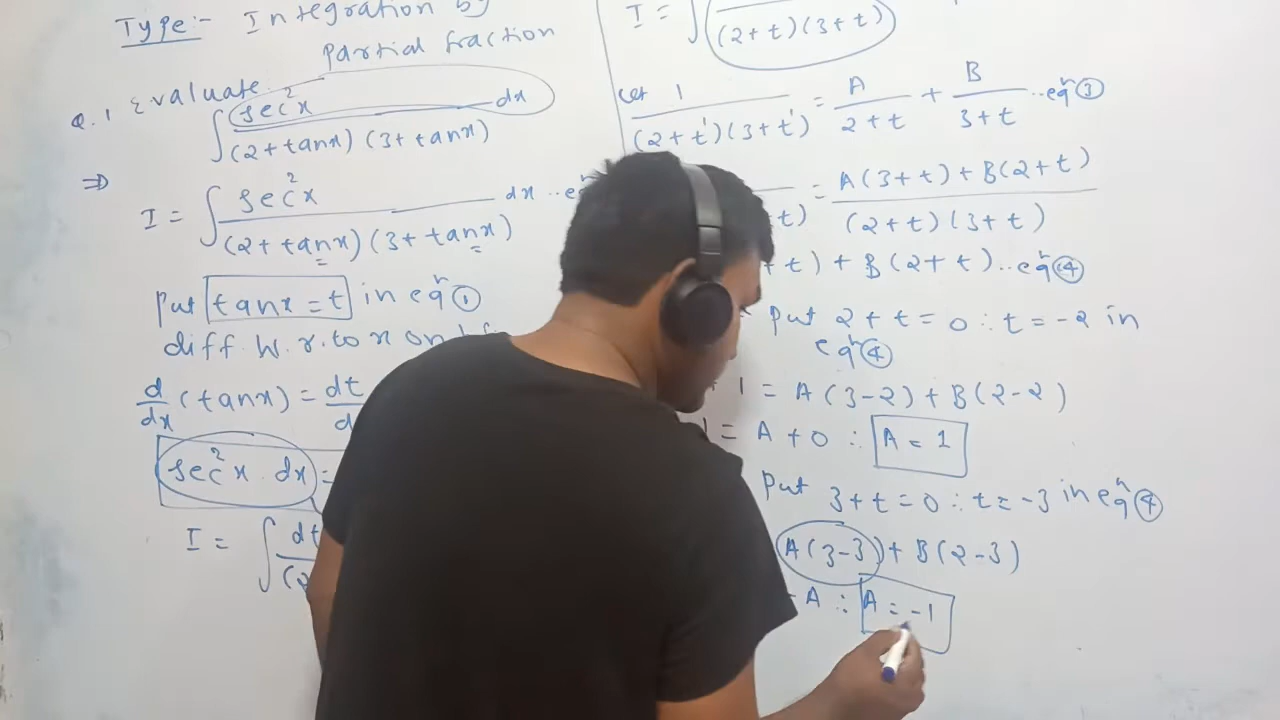 Type:- Integration by
Partial fraction
Q.1 Evaluate
∫ sec²x / (2+tanx)(3+tanx) dx
⇒
I = ∫ sec²x / (2+tanx)(3+tanx) dx ..
Put tanx = t in eqⁿ ①
diff. w.r.to x on
d/dx (tanx) = dt/d
sec²x dx =
I = ∫ dt
I = ∫ / (2+t)(3+t)
Let 1 / (2+t')(3+t') = A / 2+t + B / 3+t ..eqⁿ ③
t) = A(3+t)+B(2+t) / (2+t)(3+t)
+t)+B(2+t)..eqⁿ ④
Put 2+t=0 ∴ t=-2 in
eqⁿ ④
1 = A(3-2)+B(2-2)
1 = A+0 ∴ A = 1
Put 3+t=0 ∴ t=-3 in eqⁿ ④
A(3-3)+B(2-3)
-A ∴ A = -1